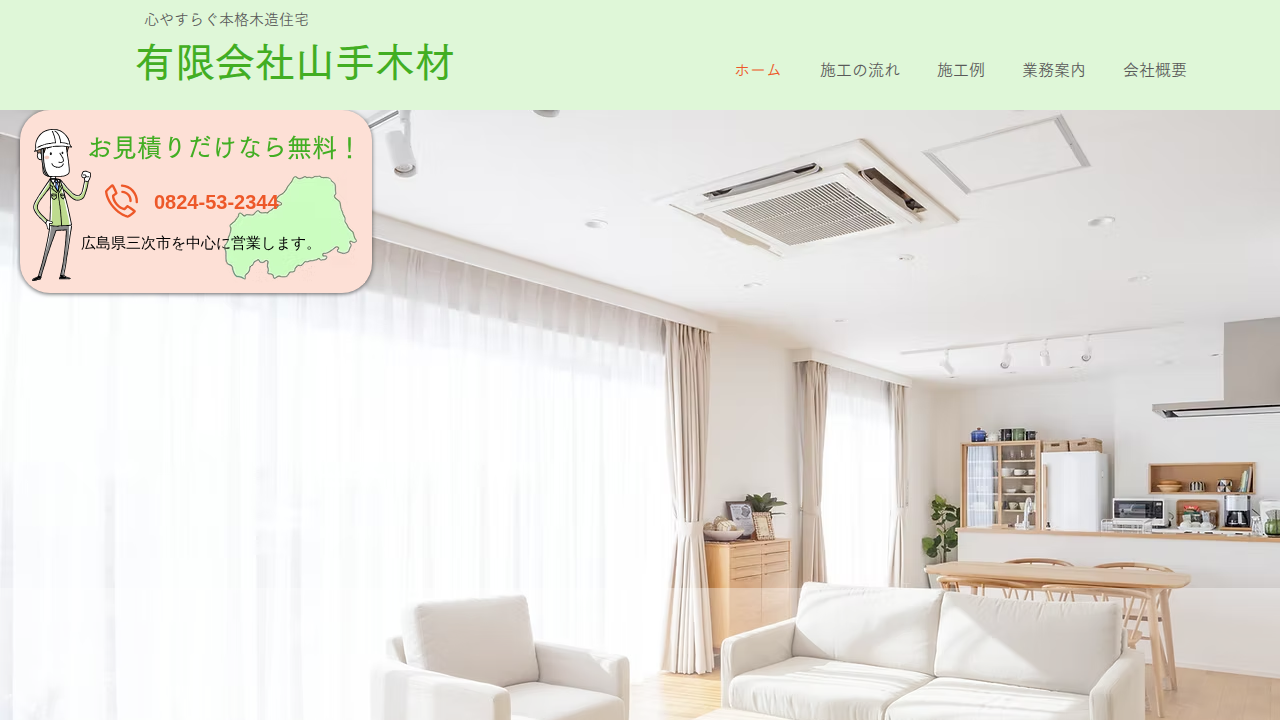 心やすらぐ本格木造住宅
有限会社山手木材
ホーム 施工の流れ 施工例 業務案内 会社概要
お見積りだけなら無料！
0824-53-2344
広島県三次市を中心に営業します。